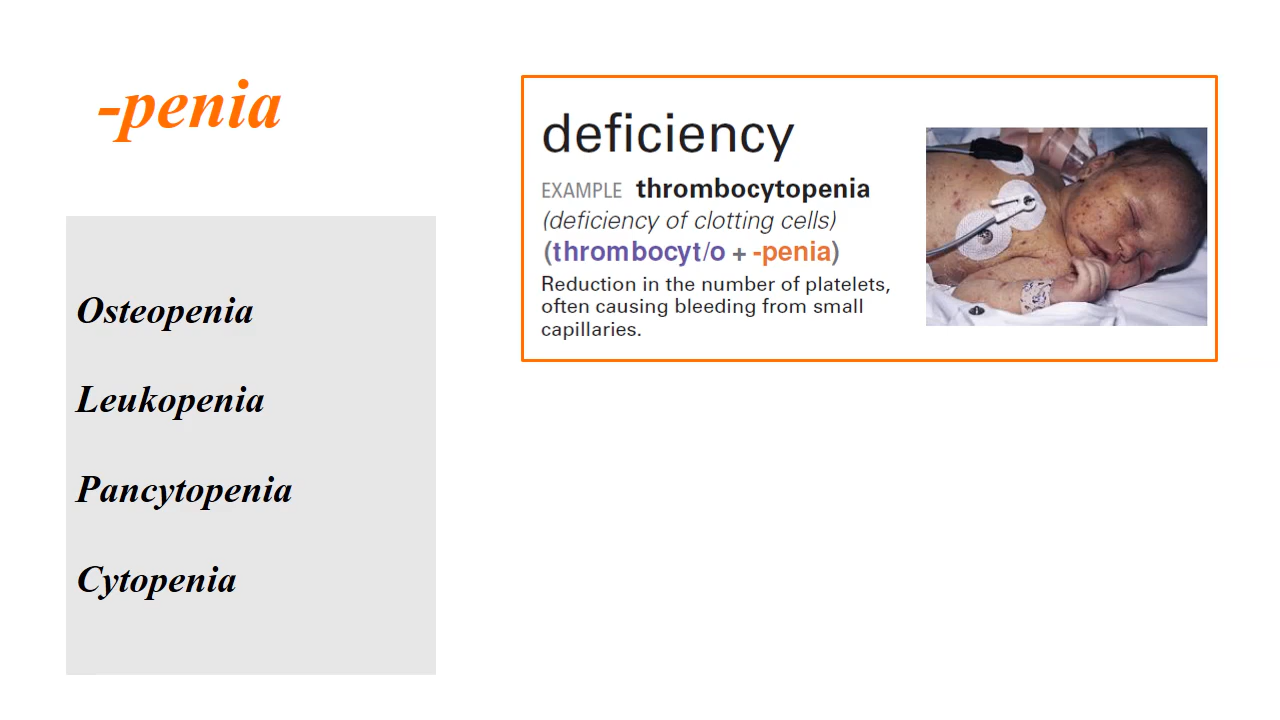 -penia
Osteopenia
Leukopenia
Pancytopenia
Cytopenia
deficiency
EXAMPLE thrombocytopenia
(deficiency of clotting cells)
(thrombocyt/o + -penia)
Reduction in the number of platelets,
often causing bleeding from small
capillaries.